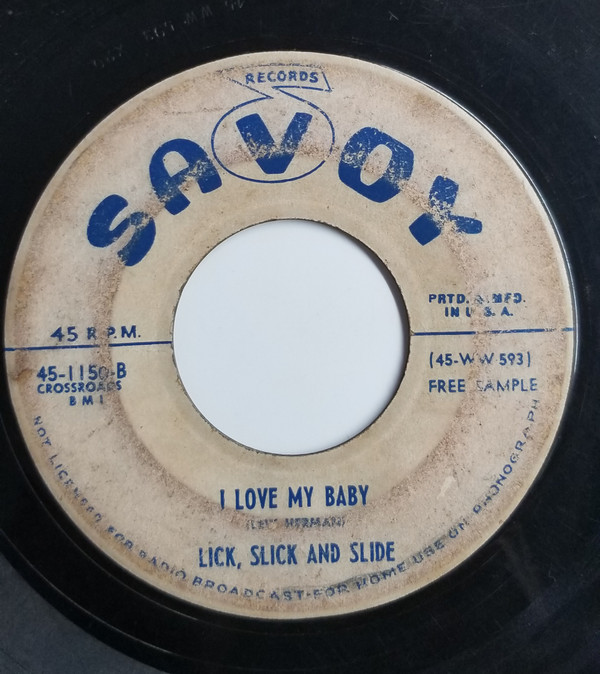 RECORDS
SAVOY
45 R.P.M.
PRTD. & MFD.
IN U.S.A.
45-1150-B
CROSSROADS
BMI
(45-WW 593)
FREE SAMPLE
I LOVE MY BABY
HERMAN)
LICK, SLICK AND SLIDE
NOT LICENSED FOR RADIO BROADCAST-FOR HOME USE ON PHONOGRAPH